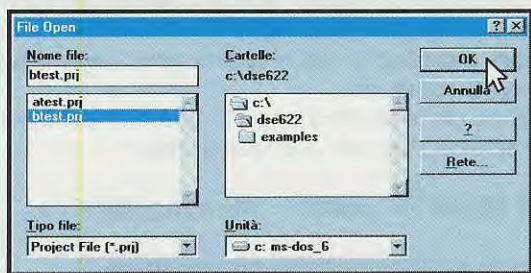 File Open
? X
Nome file:
btest.prj
atest.prj
btest.prj
Tipo file:
Project File (*.prj)
Cartelle:
c:\dse622
c:\
dse622
examples
Unità:
c: ms-dos_6
OK
Annulla
?
Rete...